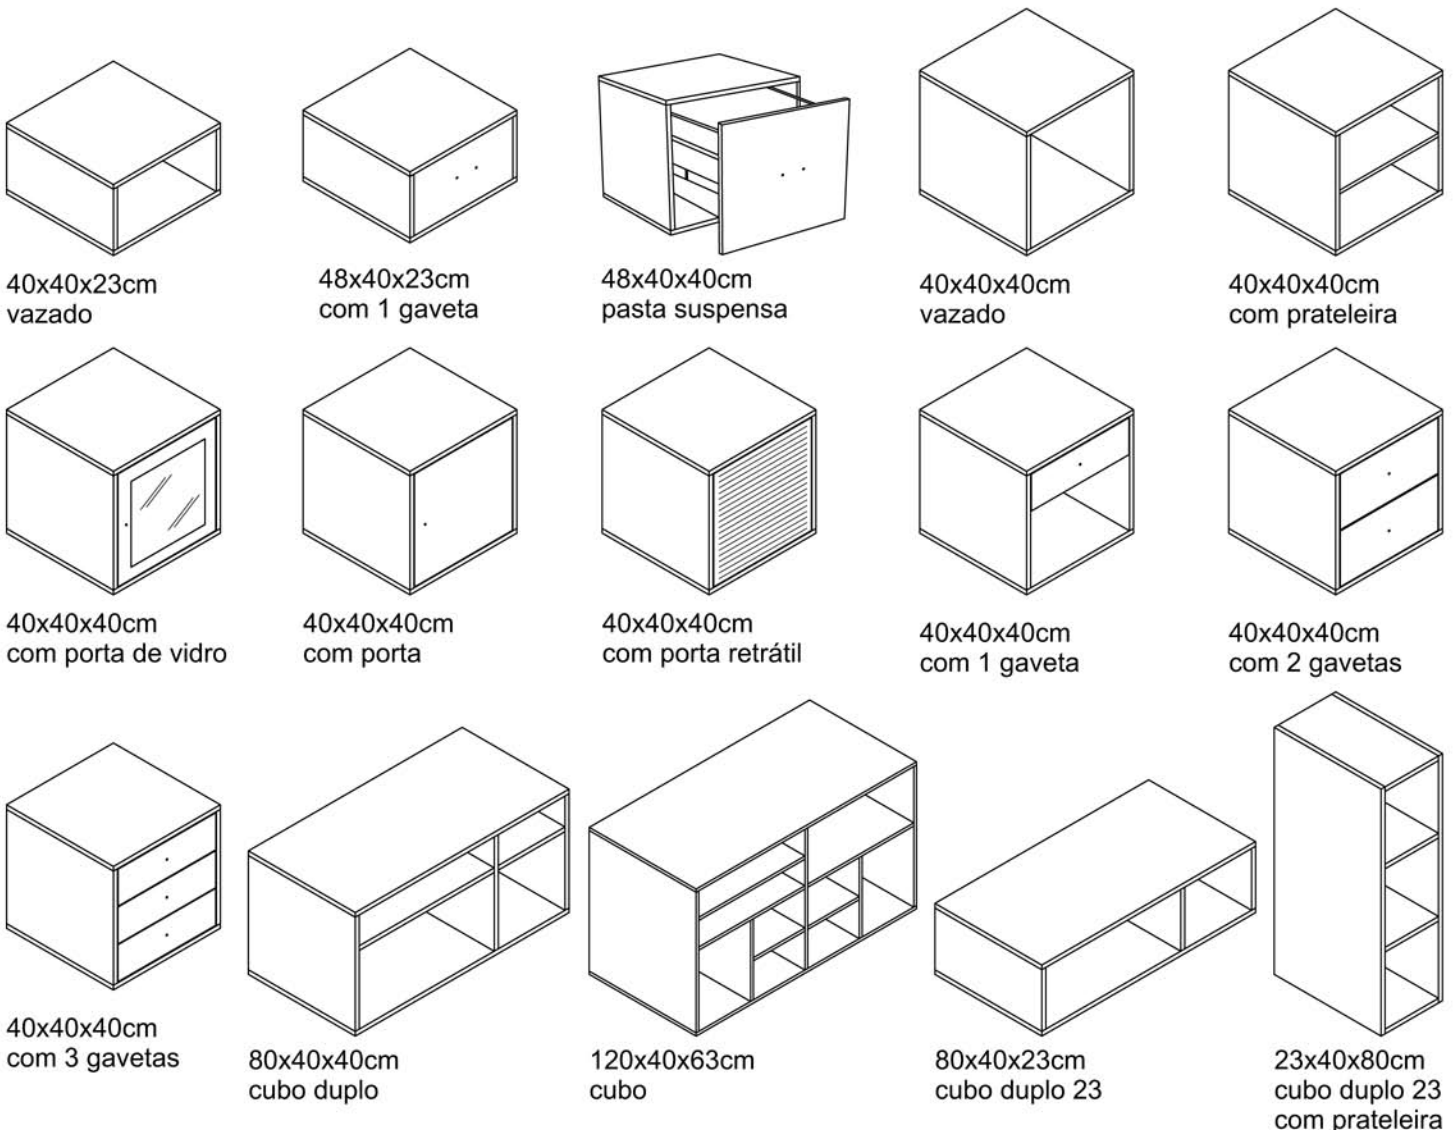 40x40x23cm
vazado
48x40x23cm
com 1 gaveta
48x40x40cm
pasta suspensa
40x40x40cm
vazado
40x40x40cm
com prateleira
40x40x40cm
com porta de vidro
40x40x40cm
com porta
40x40x40cm
com porta retrátil
40x40x40cm
com 1 gaveta
40x40x40cm
com 2 gavetas
40x40x40cm
com 3 gavetas
80x40x40cm
cubo duplo
120x40x63cm
cubo
80x40x23cm
cubo duplo 23
23x40x80cm
cubo duplo 23
com prateleira